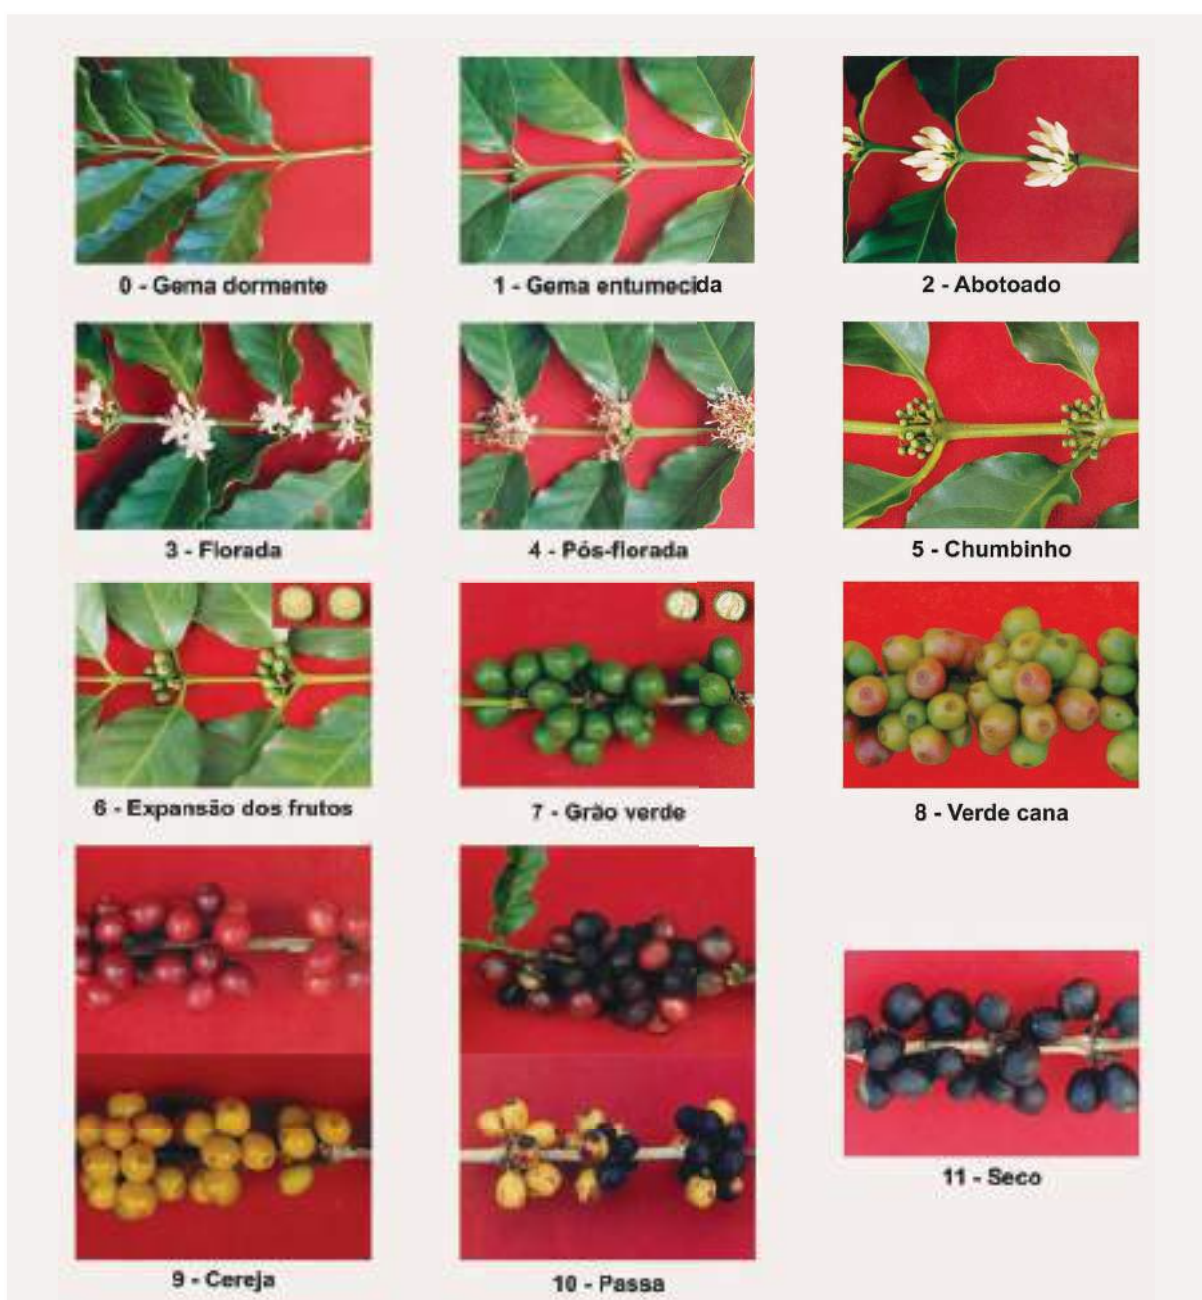 0 - Gema dormente
1 - Gema entumecida
2 - Abotoado
3 - Florada
4 - Pós-florada
5 - Chumbinho
6 - Expansão dos frutos
7 - Grão verde
8 - Verde cana
9 - Cereja
10 - Passa
11 - Seco